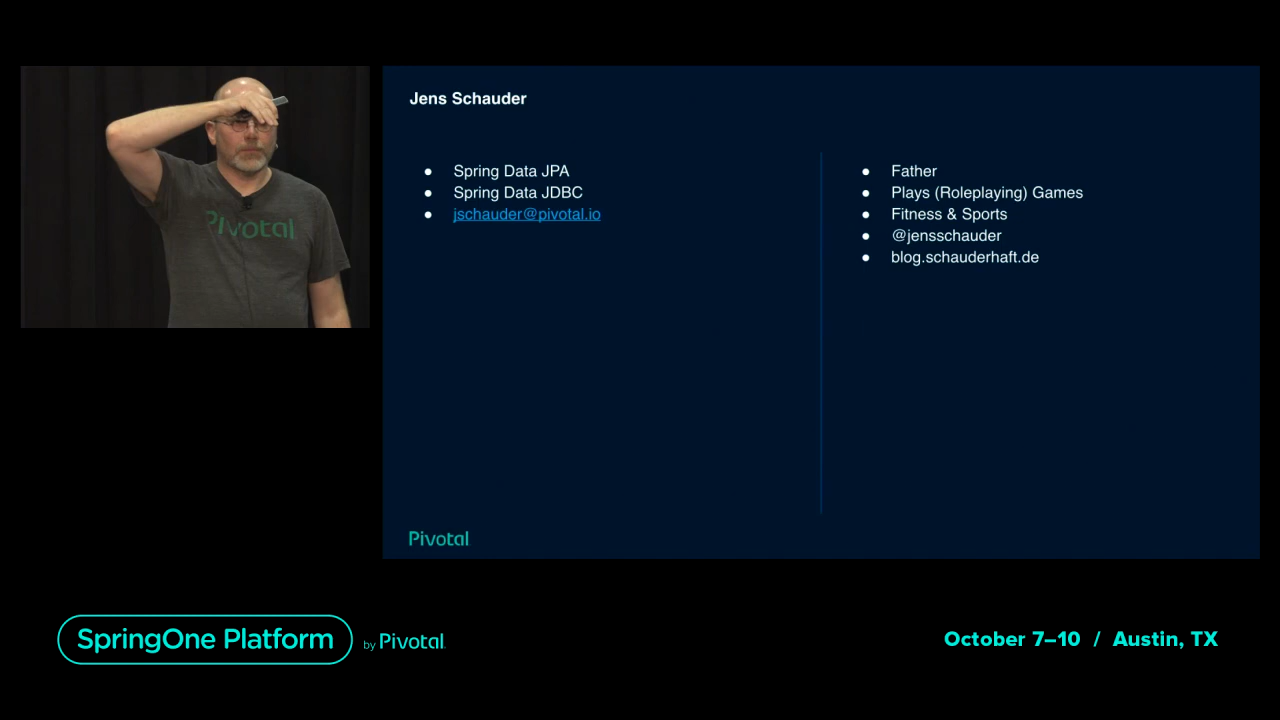 Pivotal
Jens Schauder
Spring Data JPA
Spring Data JDBC
jschauder@pivotal.io
Father
Plays (Roleplaying) Games
Fitness & Sports
@jensschauder
blog.schauderhaft.de
Pivotal
SpringOne Platform by Pivotal
October 7–10 / Austin, TX